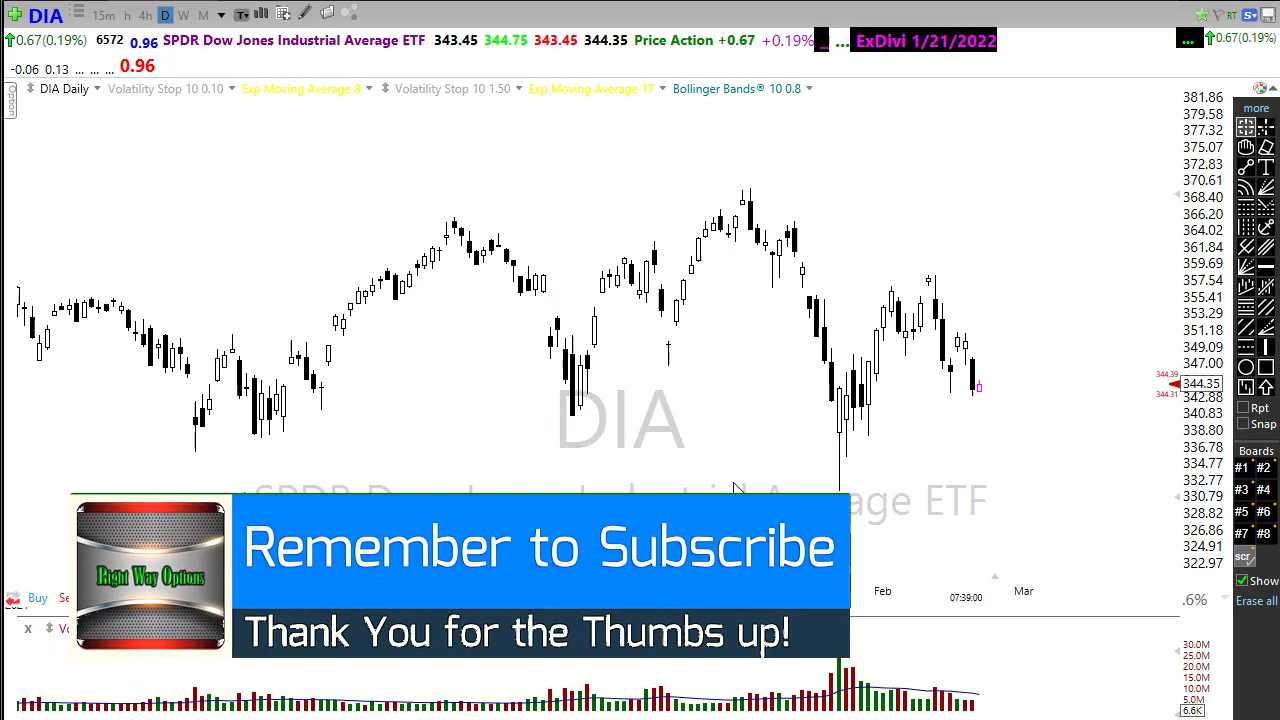 DIA 15m h 4h D W M T RT S
0.67(0.19%) 6572 0.96 SPDR Dow Jones Industrial Average ETF 343.45 344.75 343.45 344.35 Price Action +0.67 +0.19% ... ... ExDivi 1/21/2022 ... 0.67(0.19%)
-0.06 0.13 ... ... ... 0.96
Option
DIA Daily Volatility Stop 10 0.10 Exp Moving Average 8 Volatility Stop 10 1.50 Exp Moving Average 17 Bollinger Bands® 10 0.8
381.86
379.58
377.32
375.07
372.83
370.61
368.40
366.20
364.02
361.84
359.69
357.54
355.41
353.29
351.18
349.09
347.00
344.39
344.35
344.31
342.88
340.83
338.80
336.78
334.77
332.77
330.79
328.82
326.86
324.91
322.97
more
Rpt
Snap
Boards
#1 #2
#3 #4
#5 #6
#7 #8
scr
Show
Erase all
DIA
SPDR Dow Jones Industrial Average ETF
Right Way Options
Remember to Subscribe
Thank You for the Thumbs up!
Buy
Feb 07:39:00 Mar
.6%
X
30.0M
25.0M
20.0M
15.0M
10.0M
5.0M
6.6K